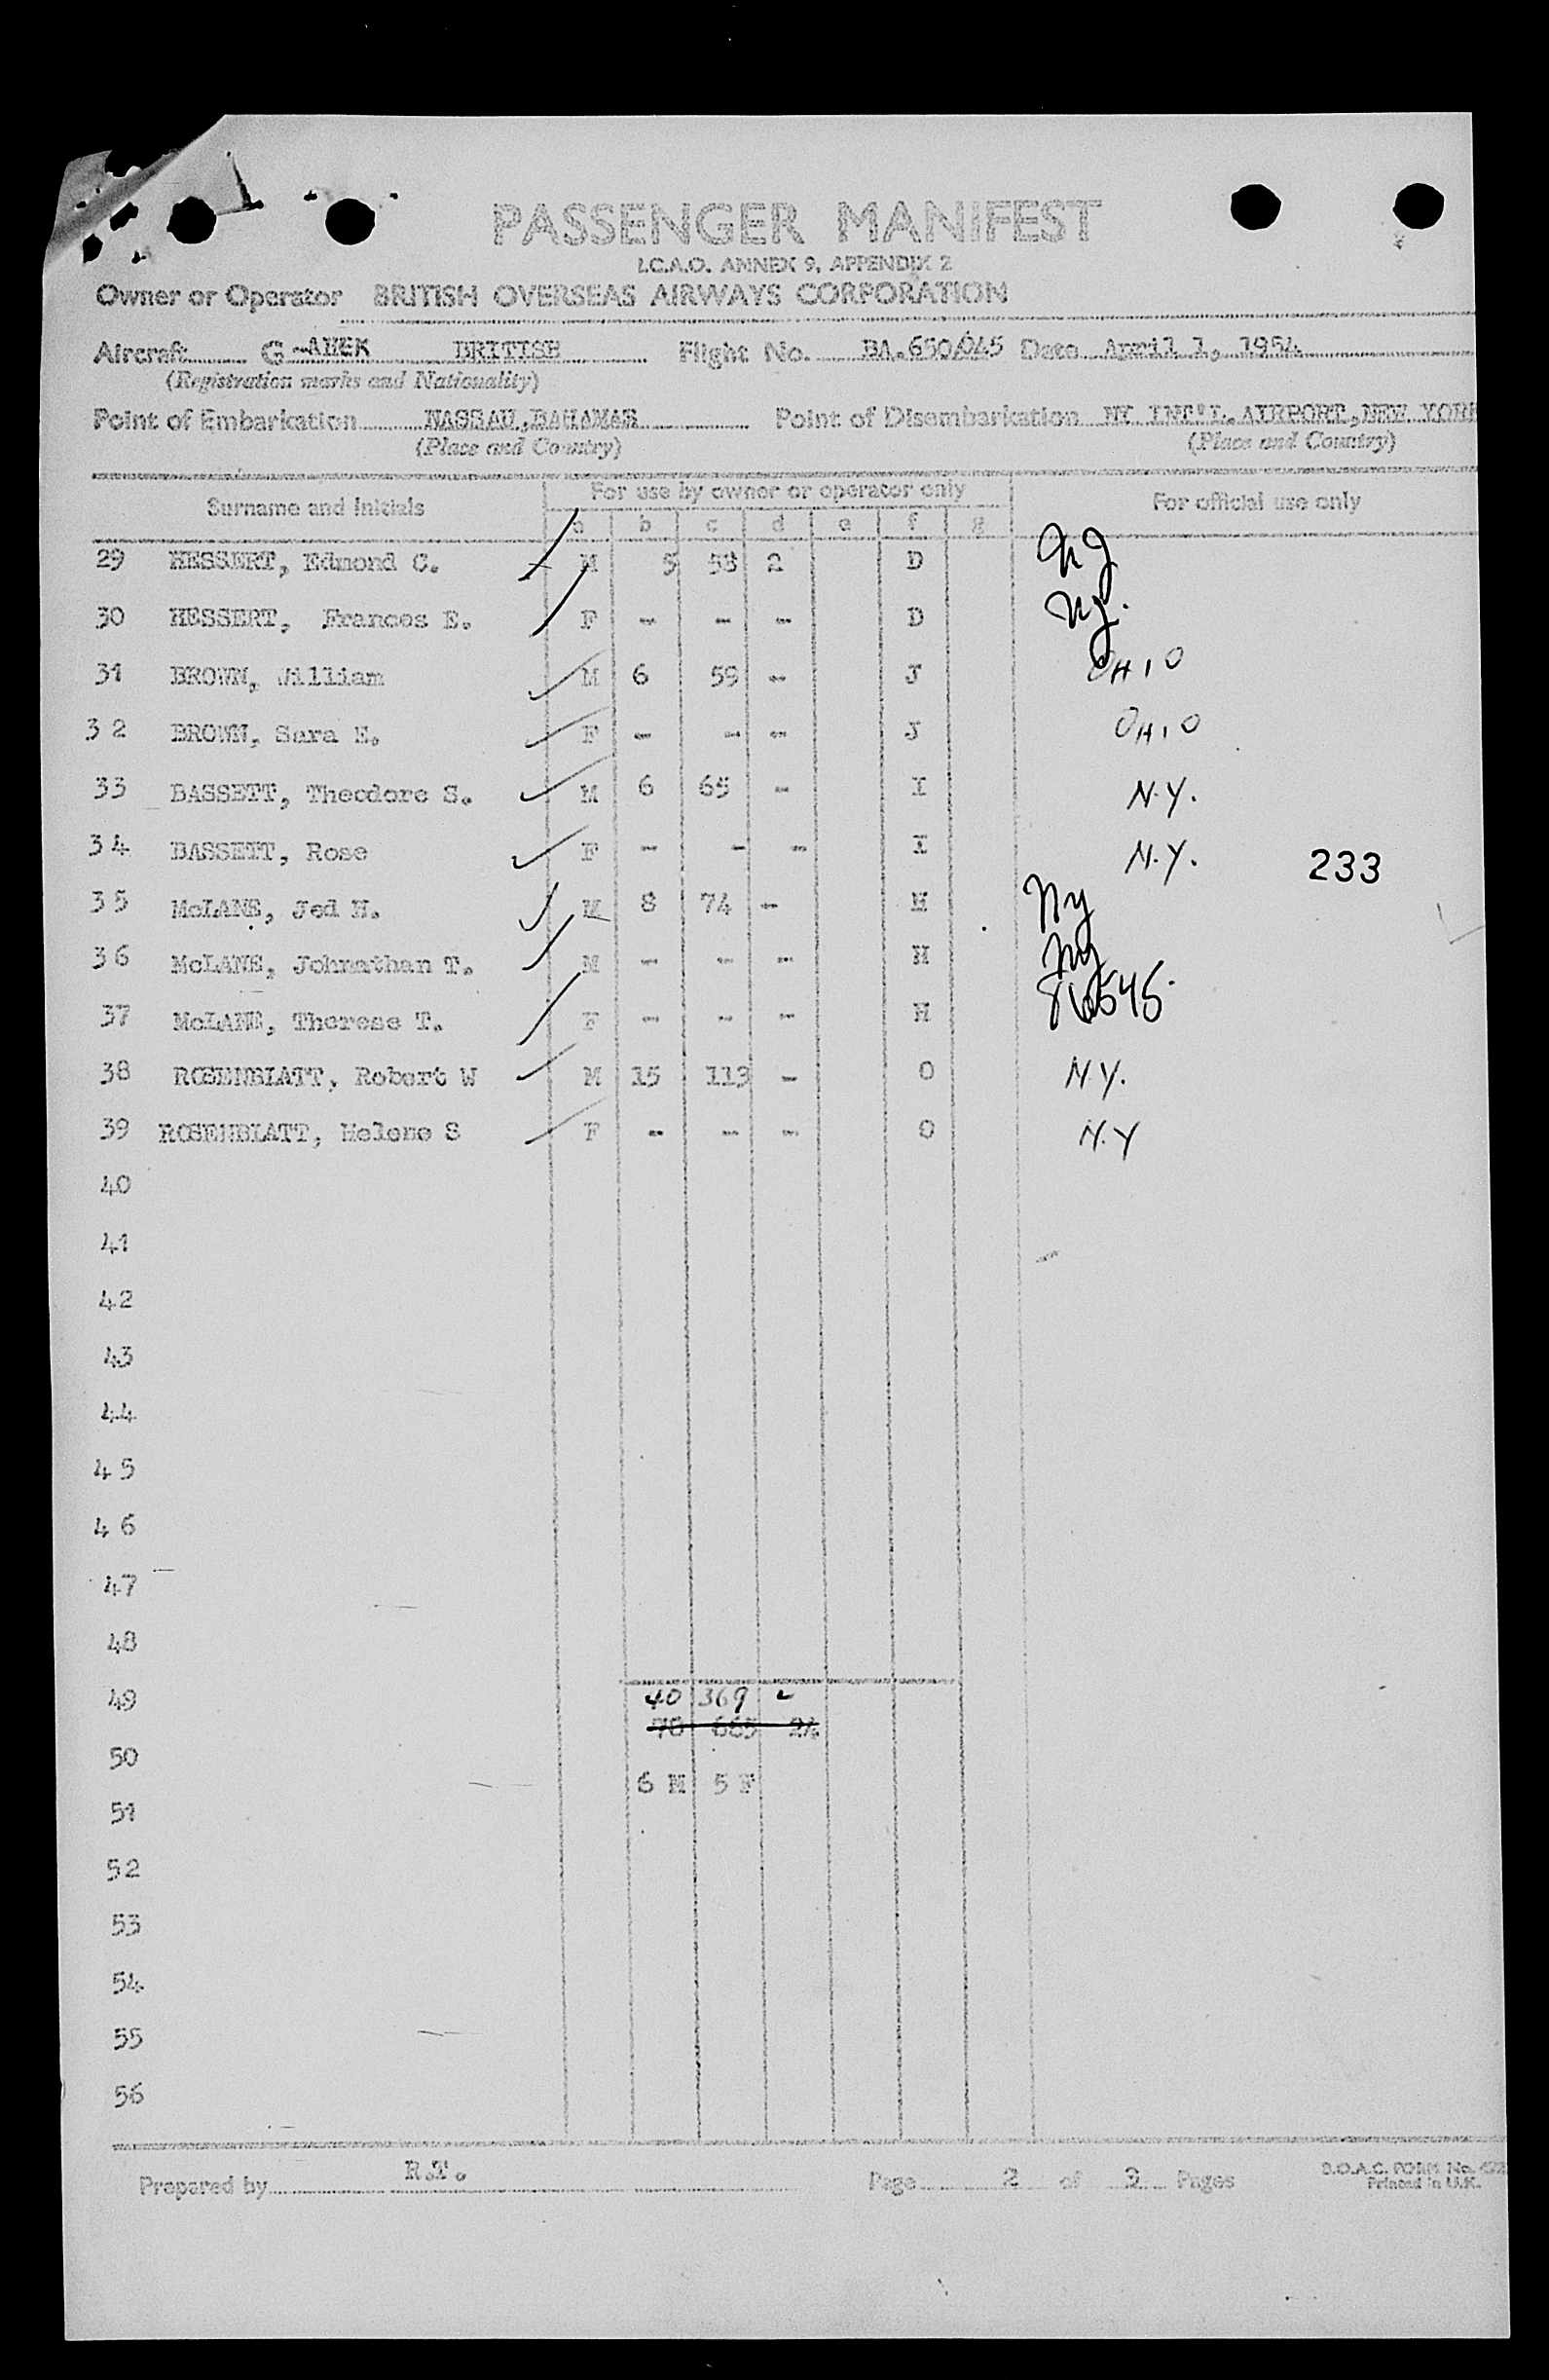 PASSENGER MANIFEST
I.C.A.O. ANNEX 9, APPENDIX 2
Owner or Operator BRITISH OVERSEAS AIRWAYS CORPORATION
Aircraft G-AHEK BRITISH Flight No. BA.650/045 Date April 1, 1954
(Registration marks and Nationality)
Point of Embarkation NASSAU, BAHAMAS Point of Disembarkation NY INT'L. AIRPORT, NEW YORK
(Place and Country) (Place and Country)
Surname and Initials For use by owner or operator only For official use only
a b c d e f g
29 HESSERT, Edmond C. M 5 58 2 D NJ
30 HESSERT, Frances E. F - - - D NJ.
31 BROWN, William M 6 59 - J OHIO
32 BROWN, Sara E. F - - - J OHIO
33 BASSETT, Theodore S. M 6 65 - I N.Y.
34 BASSETT, Rose F - - - I N.Y. 233
35 McLANE, Jed H. M 8 74 - H NY
36 McLANE, Johnathan T. M - - - H NY
37 McLANE, Therese T. F - - - H
38 ROSENBLATT, Robert W M 15 113 - O N.Y.
39 ROSENBLATT, Helene S F - - - O N.Y
40
41
42
43
44
45
46
47
48
49 40 369 2
70 665 24
50
6 M 5 F
51
52
53
54
55
56
Prepared by R.T. Page 2 of 2 Pages
B.O.A.C. FORM No.
Printed in U.K.